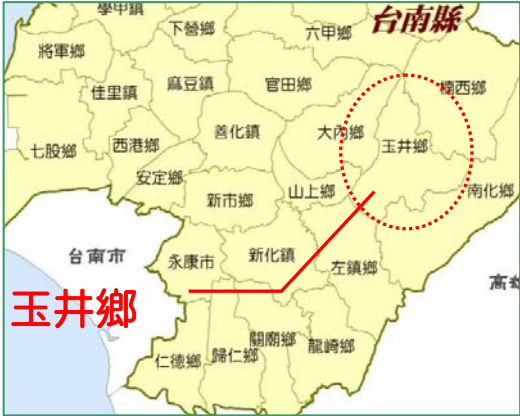 學甲鎮
下營鄉
六甲鄉
台南縣
將軍鄉
佳里鎮
麻豆鎮
官田鄉
楠西鄉
七股鄉
西港鄉
善化鎮
大內鄉
玉井鄉
安定鄉
新市鄉
山上鄉
南化鄉
台南市
永康市
新化鎮
左鎮鄉
玉井鄉
仁德鄉
歸仁鄉
關廟鄉
龍崎鄉